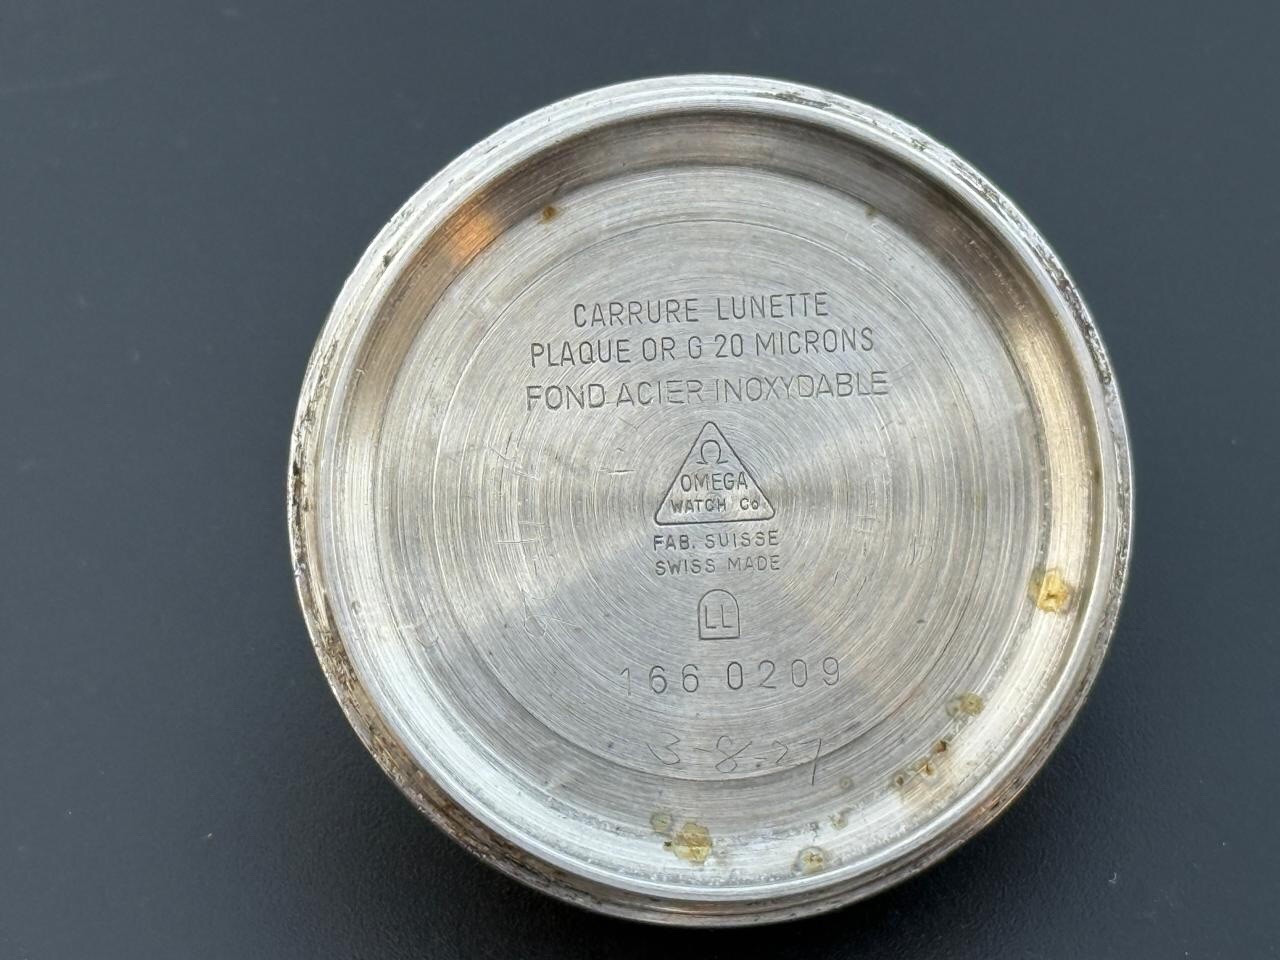 CARRURE LUNETTE
PLAQUE OR G 20 MICRONS
FOND ACIER INOXYDABLE
Ω
OMEGA
WATCH Co
FAB. SUISSE
SWISS MADE
LL
166 0209
3-8.27